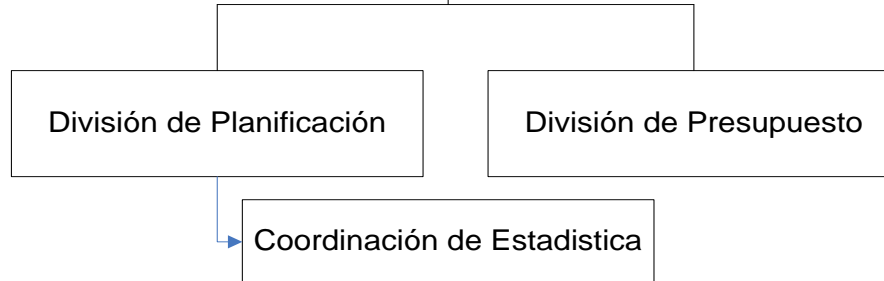 División de Planificación
División de Presupuesto
Coordinación de Estadistica